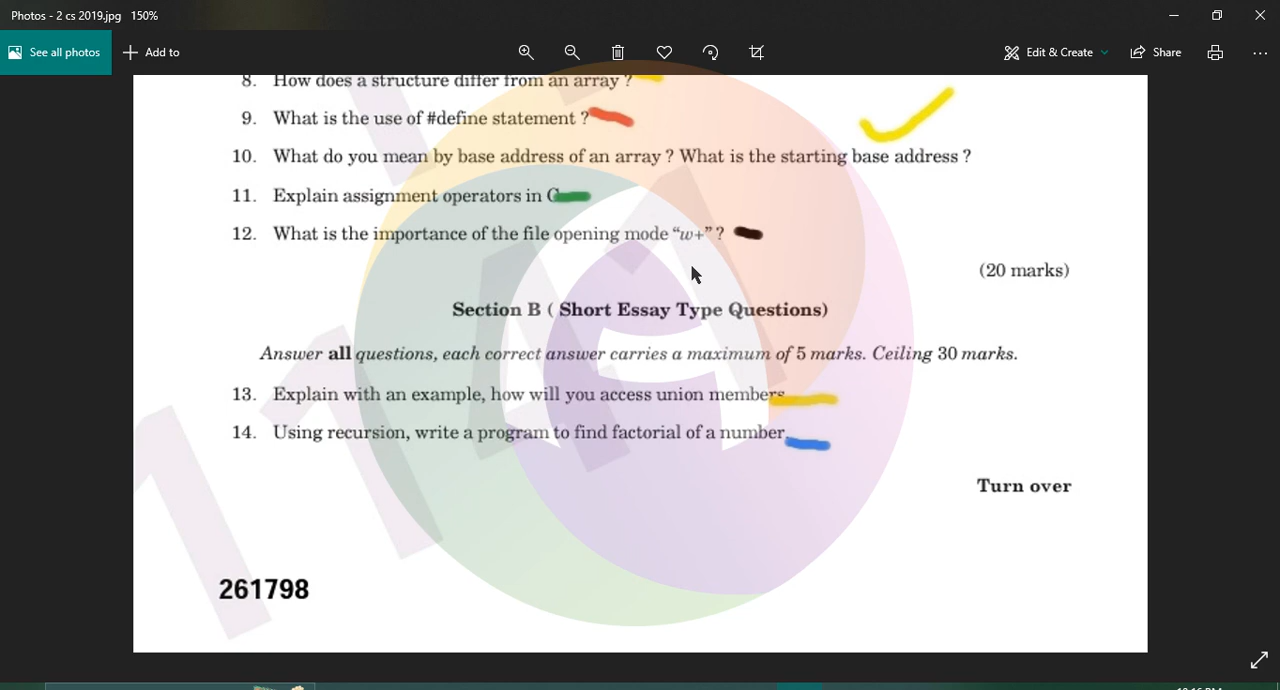 Photos - 2 cs 2019.jpg 150%
See all photos
Add to
Edit & Create
Share
8. How does a structure differ from an array ?
9. What is the use of #define statement ?
10. What do you mean by base address of an array ? What is the starting base address ?
11. Explain assignment operators in C
12. What is the importance of the file opening mode “w+” ?
(20 marks)
Section B ( Short Essay Type Questions)
Answer all questions, each correct answer carries a maximum of 5 marks. Ceiling 30 marks.
13. Explain with an example, how will you access union members
14. Using recursion, write a program to find factorial of a number.
Turn over
261798